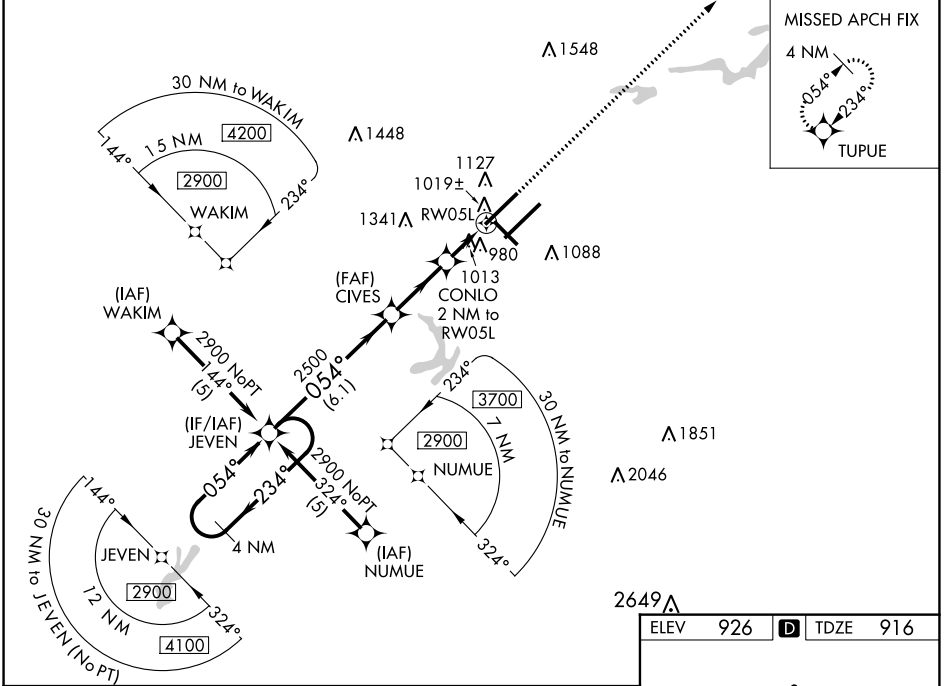 MISSED APCH FIX
4 NM
054°
234°
TUPUE
1548
30 NM to WAKIM
4200
1448
15 NM
144°
2900
234°
WAKIM
1127
1019±
1341
RW05L
980
1088
1013
(FAF)
CIVES
CONLO
2 NM to
RW05L
(IAF)
WAKIM
2900 NoPT
144°
(5)
2500
054°
(6.1)
234°
3700
30 NM to NUMUE
7 NM
2900
NUMUE
324°
1851
2046
(IF/IAF)
JEVEN
054°
234°
2900 NoPT
324°
(5)
4 NM
(IAF)
NUMUE
144°
30 NM to JEVEN (No PT)
JEVEN
2900
12 NM
324°
4100
2649
ELEV 926 D TDZE 916